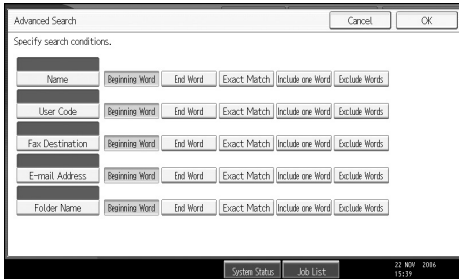 Advanced Search Cancel OK
Specify search conditions.
Name Beginning Word End Word Exact Match Include one Word Exclude Words
User Code Beginning Word End Word Exact Match Include one Word Exclude Words
Fax Destination Beginning Word End Word Exact Match Include one Word Exclude Words
E-mail Address Beginning Word End Word Exact Match Include one Word Exclude Words
Folder Name Beginning Word End Word Exact Match Include one Word Exclude Words
System Status Job List 22 NOV 2006
15:39